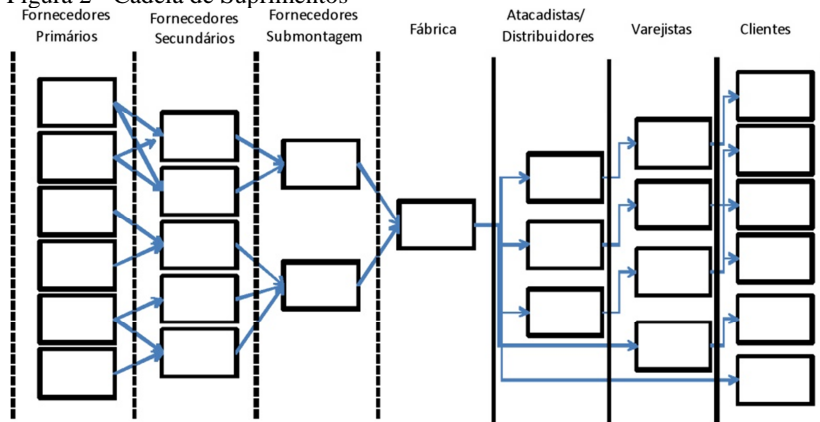 Figura 2 - Cadeia de Suprimentos
Fornecedores
Primários
Fornecedores
Secundários
Fornecedores
Submontagem
Fábrica
Atacadistas/
Distribuidores
Varejistas
Clientes